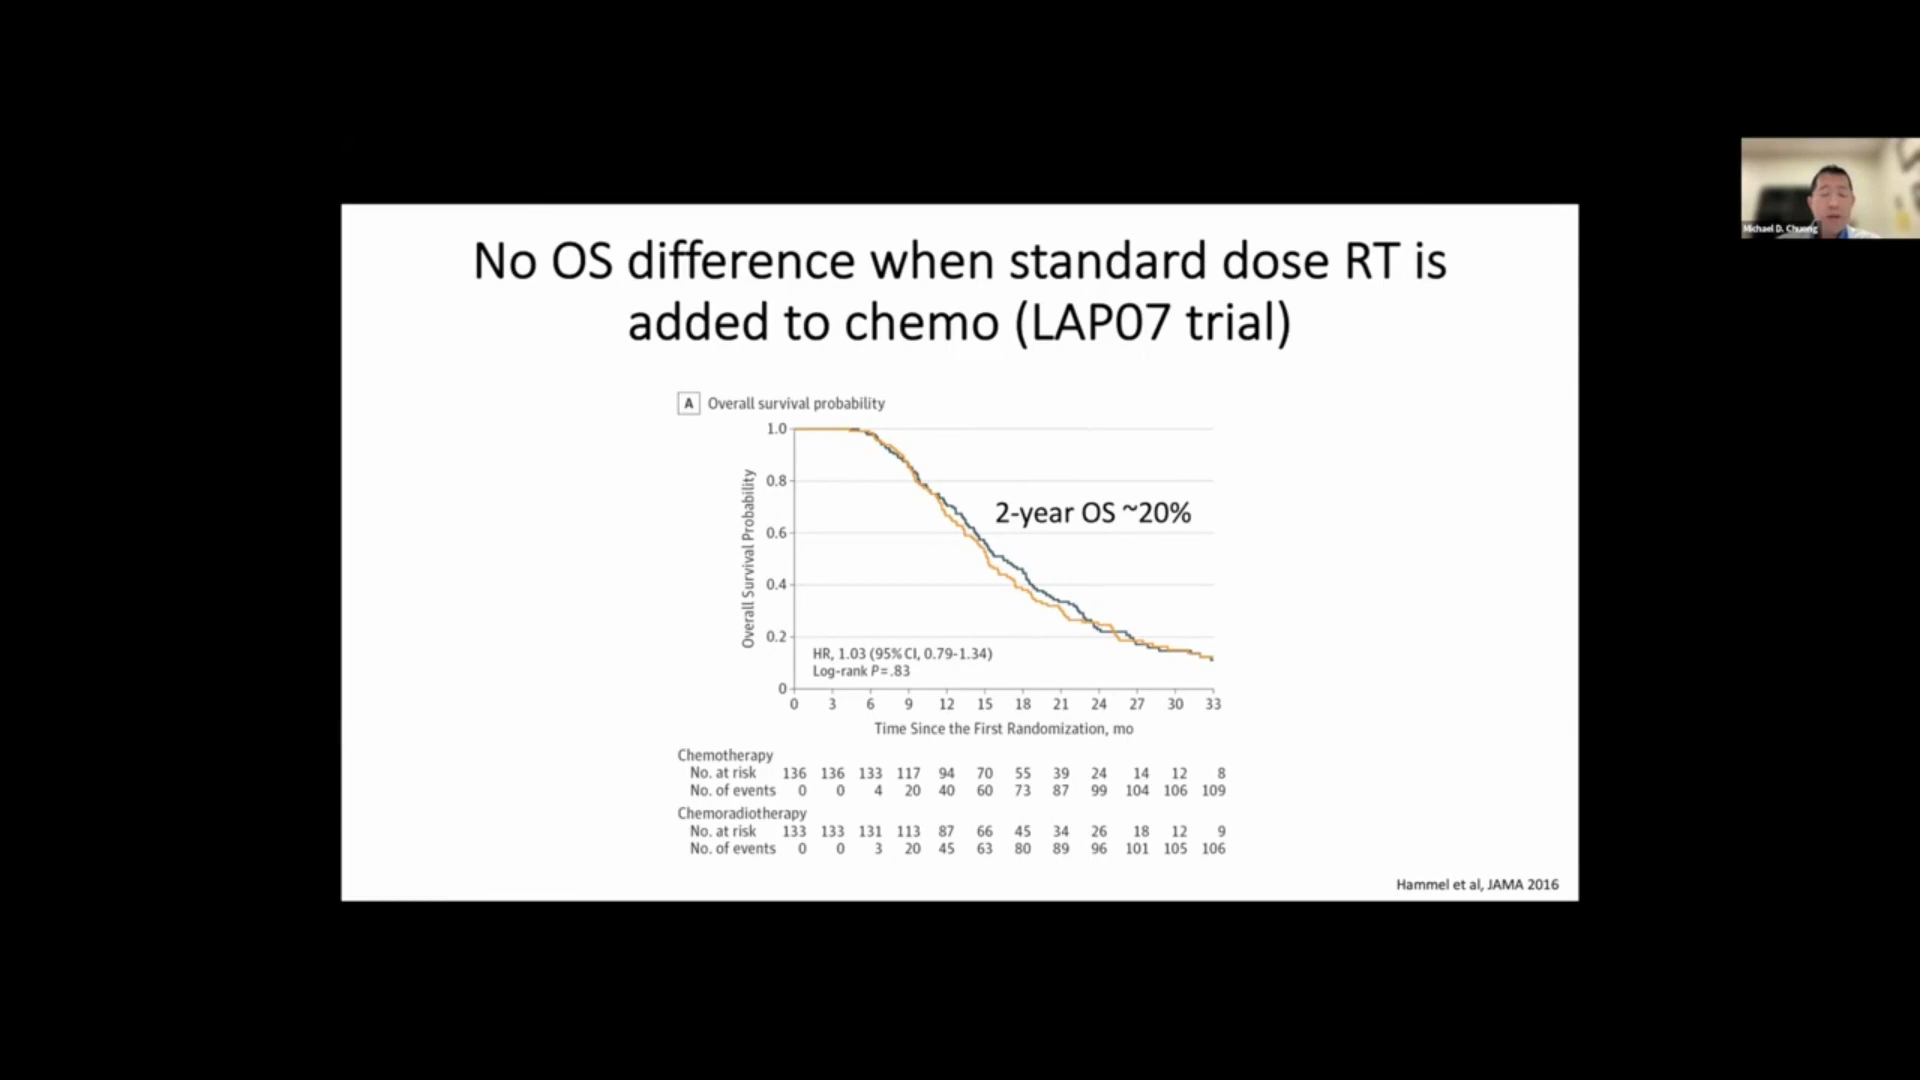 No OS difference when standard dose RT is
added to chemo (LAP07 trial)
A Overall survival probability
1.0
0.8
0.6
0.4
0.2
0
Overall Survival Probability
2-year OS ~20%
HR, 1.03 (95% CI, 0.79-1.34)
Log-rank P=.83
0 3 6 9 12 15 18 21 24 27 30 33
Time Since the First Randomization, mo
Chemotherapy
No. at risk 136 136 133 117 94 70 55 39 24 14 12 8
No. of events 0 0 4 20 40 60 73 87 99 104 106 109
Chemoradiotherapy
No. at risk 133 133 131 113 87 66 45 34 26 18 12 9
No. of events 0 0 3 20 45 63 80 89 96 101 105 106
Hammel et al, JAMA 2016
Michael D. Chuong